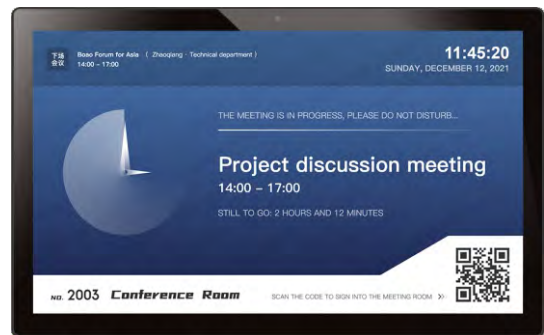 下场
会议
Boao Forum for Asia （ Zhaoqiang · Technical department ）
14:00 – 17:00
11:45:20
SUNDAY, DECEMBER 12, 2021
THE MEETING IS IN PROGRESS, PLEASE DO NOT DISTURB...
Project discussion meeting
14:00 – 17:00
STILL TO GO: 2 HOURS AND 12 MINUTES
NO. 2003 Conference Room
SCAN THE CODE TO SIGN INTO THE MEETING ROOM